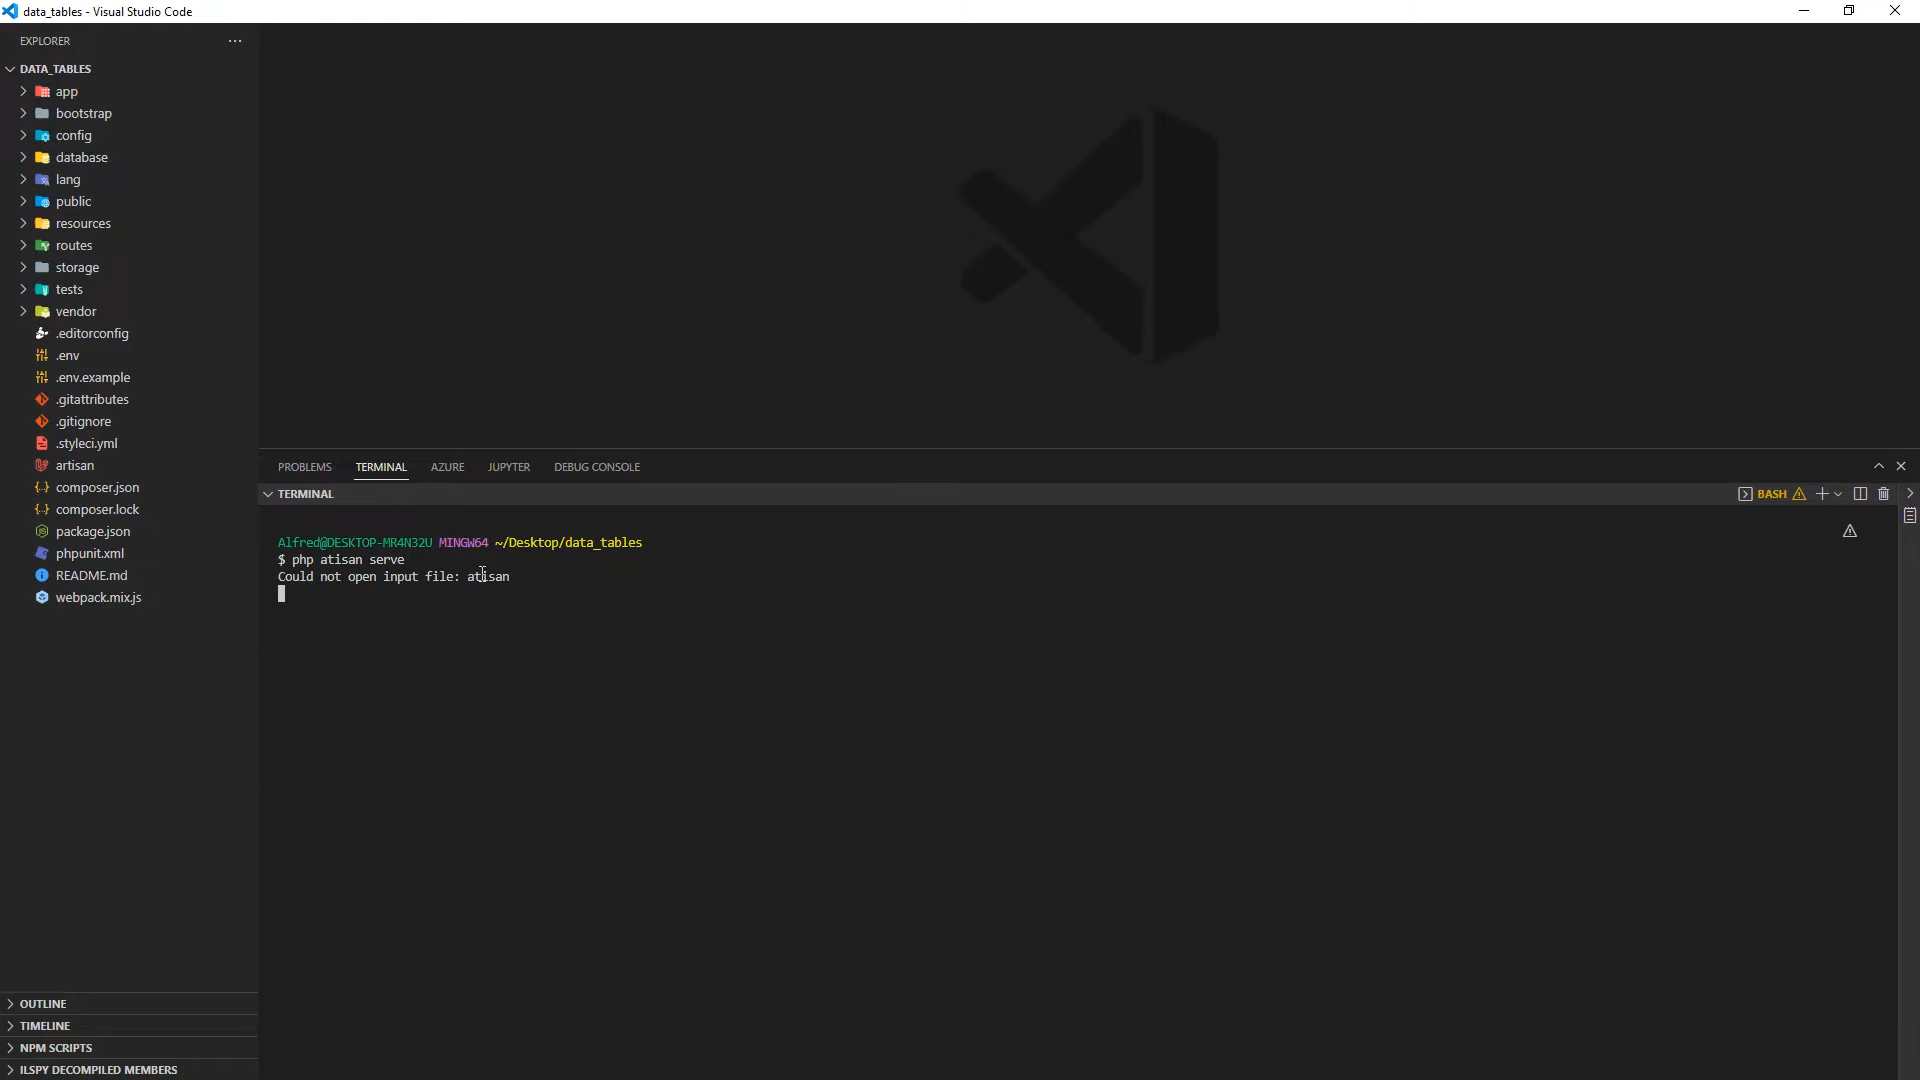 data_tables - Visual Studio Code
EXPLORER
DATA_TABLES
app
bootstrap
config
database
lang
public
resources
routes
storage
tests
vendor
.editorconfig
.env
.env.example
.gitattributes
.gitignore
.styleci.yml
artisan
composer.json
composer.lock
package.json
phpunit.xml
README.md
webpack.mix.js
OUTLINE
TIMELINE
NPM SCRIPTS
ILSPY DECOMPILED MEMBERS
PROBLEMS TERMINAL AZURE JUPYTER DEBUG CONSOLE
TERMINAL BASH
Alfred@DESKTOP-MR4N32U MINGW64 ~/Desktop/data_tables
$ php atisan serve
Could not open input file: atisan